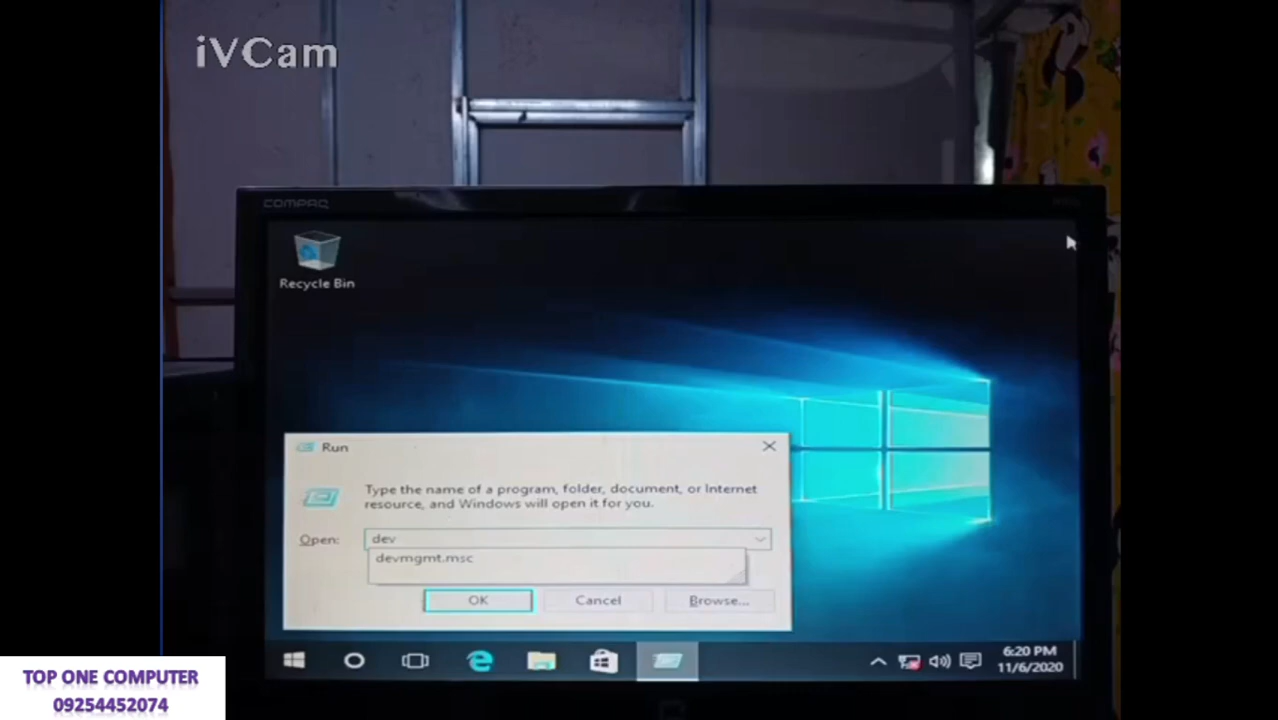 iVCam
COMPAQ
Recycle Bin
Run
Type the name of a program, folder, document, or Internet
resource, and Windows will open it for you.
Open: dev
devmgmt.msc
OK Cancel Browse...
6:20 PM
11/6/2020
TOP ONE COMPUTER
09254452074